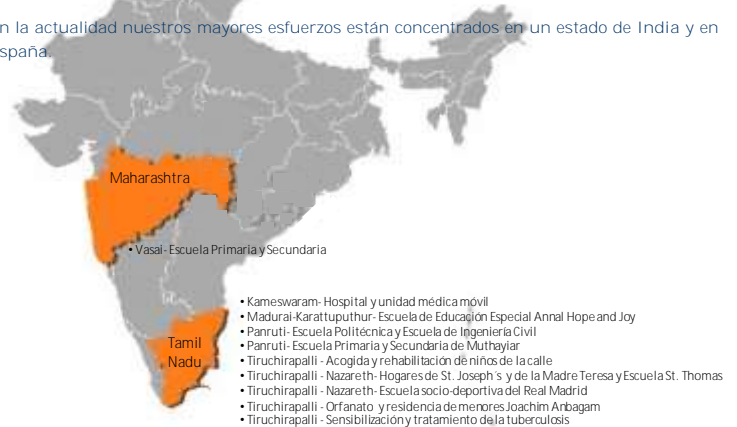 n la actualidad nuestros mayores esfuerzos están concentrados en un estado de India y en
spaña.
Maharashtra
• Vasai- Escuela Primaria y Secundaria
• Kameswaram- Hospital y unidad médica móvil
• Madurai-Karattuputhur- Escuela de Educación Especial Annal Hope and Joy
• Panruti- Escuela Politécnica y Escuela de Ingeniería Civil
• Panruti- Escuela Primaria y Secundaria de Muthayiar
Tamil
Nadu
• Tiruchirapalli - Acogida y rehabilitación de niños de la calle
• Tiruchirapalli - Nazareth- Hogares de St. Joseph´s y de la Madre Teresa y Escuela St. Thomas
• Tiruchirapalli - Nazareth- Escuela socio-deportiva del Real Madrid
• Tiruchirapalli - Orfanato y residencia de menores Joachim Anbagam
• Tiruchirapalli - Sensibilización y tratamiento de la tuberculosis